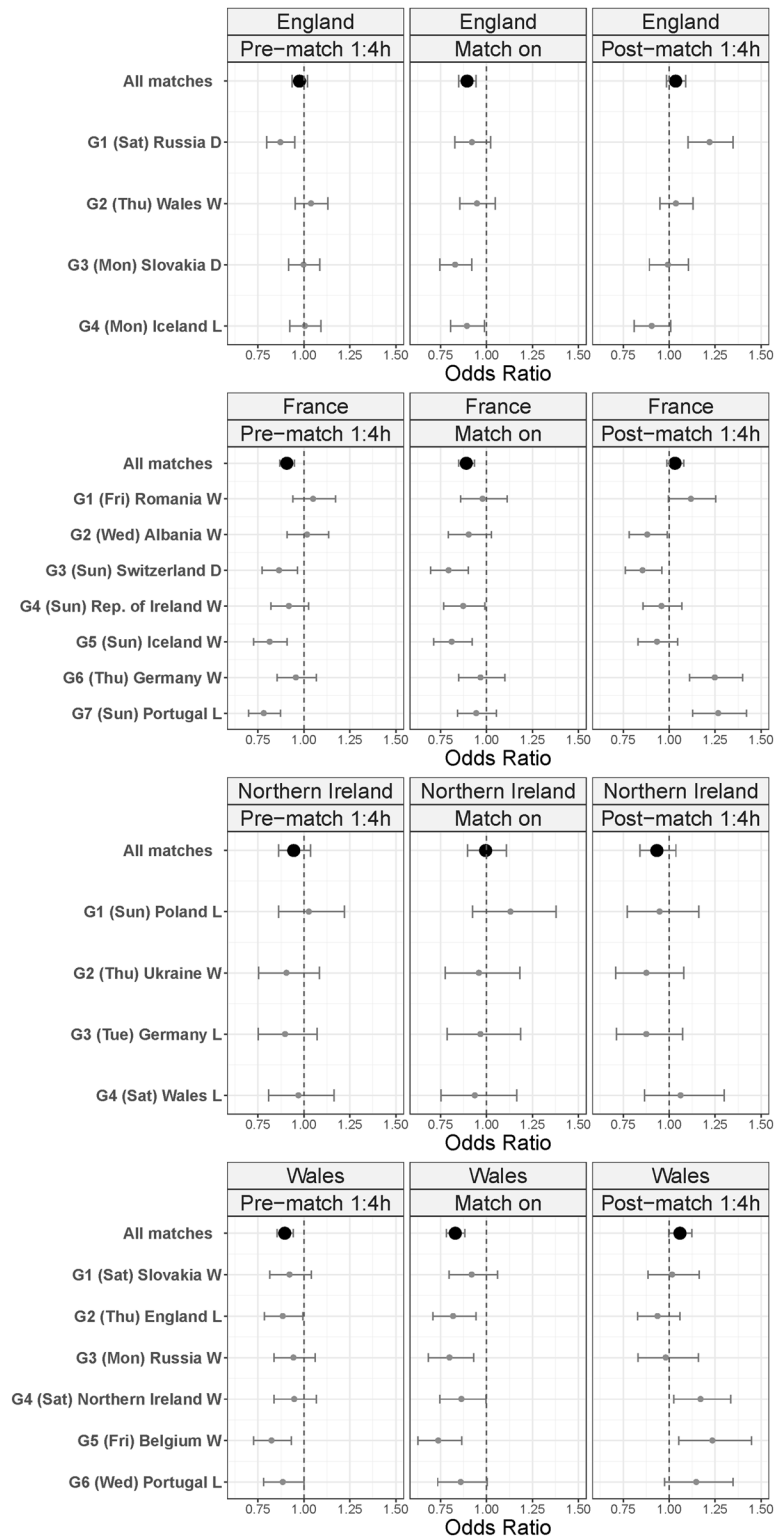 England England England
Pre−match 1:4h Match on Post−match 1:4h
All matches
G1 (Sat) Russia D
G2 (Thu) Wales W
G3 (Mon) Slovakia D
G4 (Mon) Iceland L
0.75 1.00 1.25 1.50 0.75 1.00 1.25 1.50 0.75 1.00 1.25 1.50
Odds Ratio
France France France
Pre−match 1:4h Match on Post−match 1:4h
All matches
G1 (Fri) Romania W
G2 (Wed) Albania W
G3 (Sun) Switzerland D
G4 (Sun) Rep. of Ireland W
G5 (Sun) Iceland W
G6 (Thu) Germany W
G7 (Sun) Portugal L
0.75 1.00 1.25 1.50 0.75 1.00 1.25 1.50 0.75 1.00 1.25 1.50
Odds Ratio
Northern Ireland Northern Ireland Northern Ireland
Pre−match 1:4h Match on Post−match 1:4h
All matches
G1 (Sun) Poland L
G2 (Thu) Ukraine W
G3 (Tue) Germany L
G4 (Sat) Wales L
0.75 1.00 1.25 1.50 0.75 1.00 1.25 1.50 0.75 1.00 1.25 1.50
Odds Ratio
Wales Wales Wales
Pre−match 1:4h Match on Post−match 1:4h
All matches
G1 (Sat) Slovakia W
G2 (Thu) England L
G3 (Mon) Russia W
G4 (Sat) Northern Ireland W
G5 (Fri) Belgium W
G6 (Wed) Portugal L
0.75 1.00 1.25 1.50 0.75 1.00 1.25 1.50 0.75 1.00 1.25 1.50
Odds Ratio